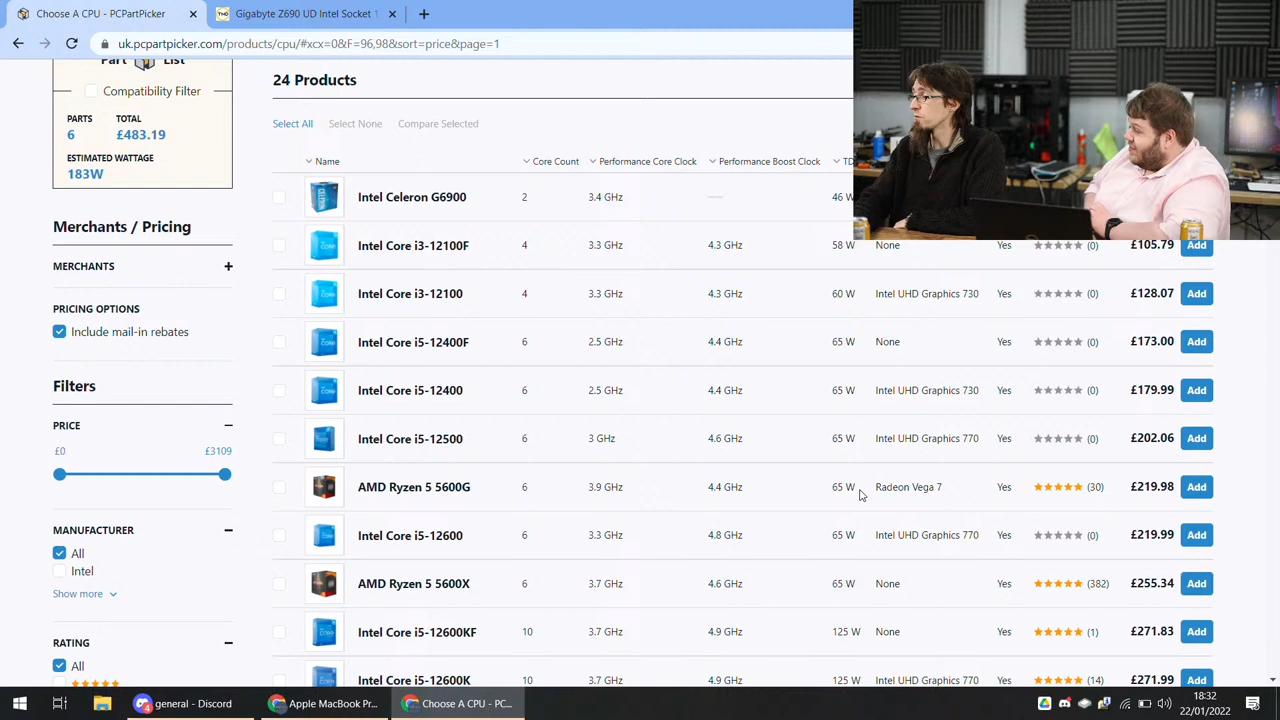 Choose A CPU - PCPartPicker
Gigabyte Z690 UD Intel Socket
uk.pcpartpicker.com/products/cpu/#xcx=0&F=96,98&sort=price&page=1
Part List
Compatibility Filter
PARTS TOTAL
6 £483.19
ESTIMATED WATTAGE
183W
Merchants / Pricing
MERCHANTS
PRICING OPTIONS
Include mail-in rebates
Filters
PRICE
£0 £3109
MANUFACTURER
All
Intel
Show more
RATING
All
24 Products
Select All Select None Compare Selected
Name Core Count Performance Core Clock Performance Boost Clock TD
Intel Celeron G6900 2 3.4 GHz 46 W
Intel Core i3-12100F 4 3.3 GHz 4.3 GHz 58 W None Yes (0) £105.79 Add
Intel Core i3-12100 4 3.3 GHz 4.3 GHz 60 W Intel UHD Graphics 730 Yes (0) £128.07 Add
Intel Core i5-12400F 6 2.5 GHz 4.4 GHz 65 W None Yes (0) £173.00 Add
Intel Core i5-12400 6 2.5 GHz 4.4 GHz 65 W Intel UHD Graphics 730 Yes (0) £179.99 Add
Intel Core i5-12500 6 3 GHz 4.6 GHz 65 W Intel UHD Graphics 770 Yes (0) £202.06 Add
AMD Ryzen 5 5600G 6 3.9 GHz 4.4 GHz 65 W Radeon Vega 7 Yes (30) £219.98 Add
Intel Core i5-12600 6 3.3 GHz 4.8 GHz 65 W Intel UHD Graphics 770 Yes (0) £219.99 Add
AMD Ryzen 5 5600X 6 3.7 GHz 4.6 GHz 65 W None Yes (382) £255.34 Add
Intel Core i5-12600KF 10 3.7 GHz 4.9 GHz 125 W None Yes (1) £271.83 Add
Intel Core i5-12600K 10 3.7 GHz 4.9 GHz 125 W Intel UHD Graphics 770 Yes (14) £271.99 Add
general - Discord
Apple MacBook P
Choose A CPU - PC
18:32
22/01/2022